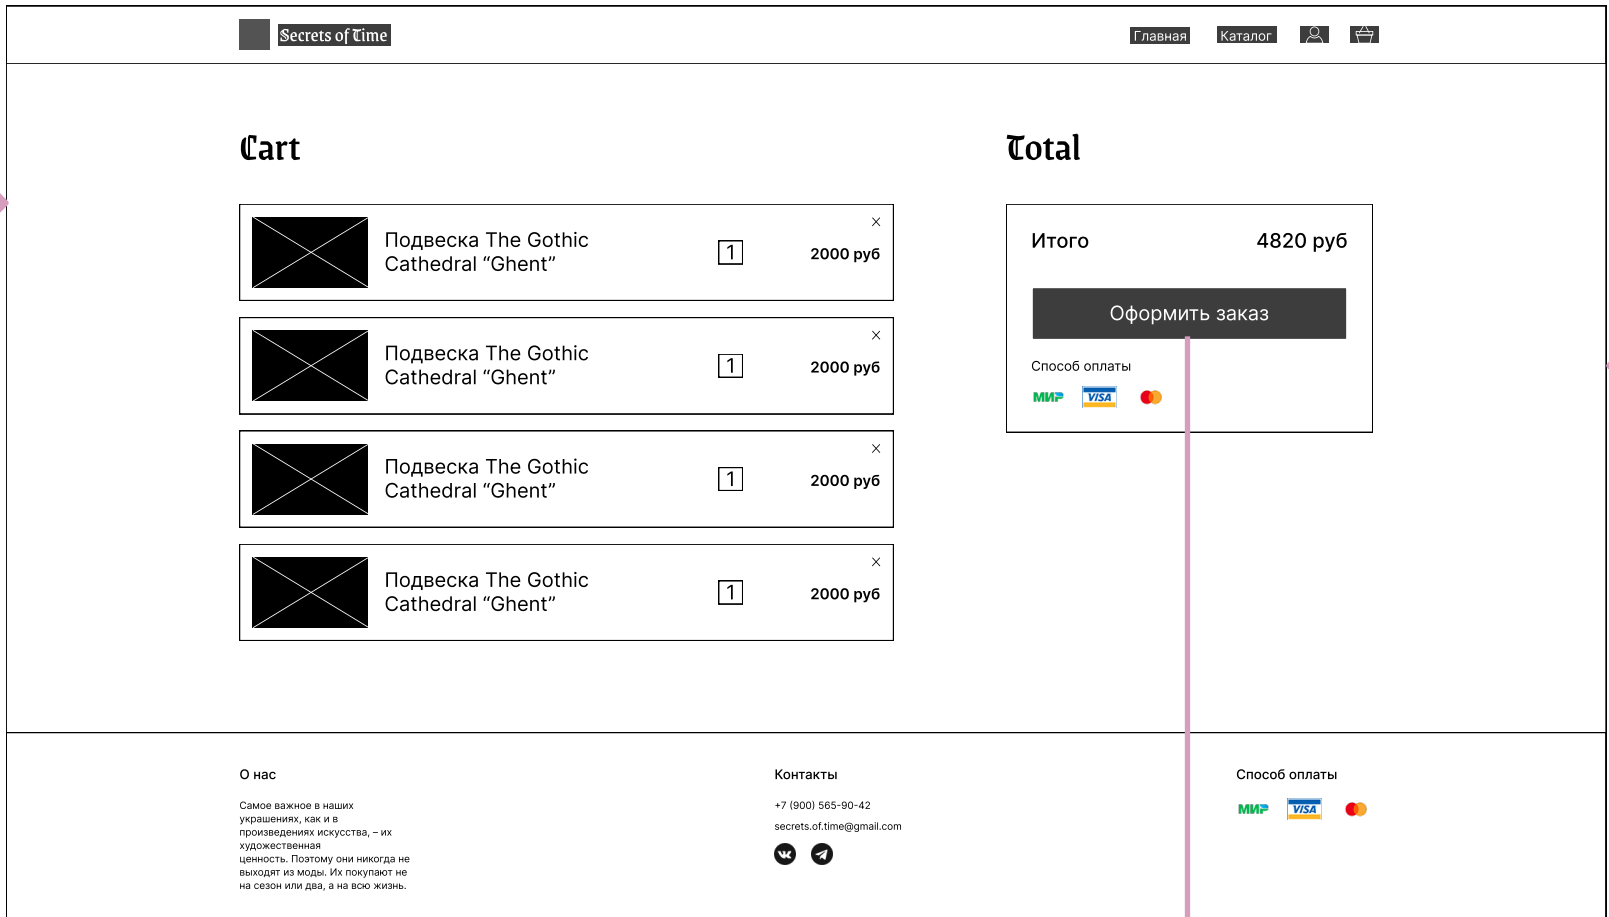 Secrets of Time
Главная
Каталог
Cart
Total
Подвеска The Gothic
Cathedral “Ghent”
1
2000 руб
Подвеска The Gothic
Cathedral “Ghent”
1
2000 руб
Подвеска The Gothic
Cathedral “Ghent”
1
2000 руб
Подвеска The Gothic
Cathedral “Ghent”
1
2000 руб
Итого
4820 руб
Оформить заказ
Способ оплаты
МИР
VISA
О нас
Самое важное в наших
украшениях, как и в
произведениях искусства, – их
художественная
ценность. Поэтому они никогда не
выходят из моды. Их покупают не
на сезон или два, а на всю жизнь.
Контакты
+7 (900) 565-90-42
secrets.of.time@gmail.com
Способ оплаты
МИР
VISA